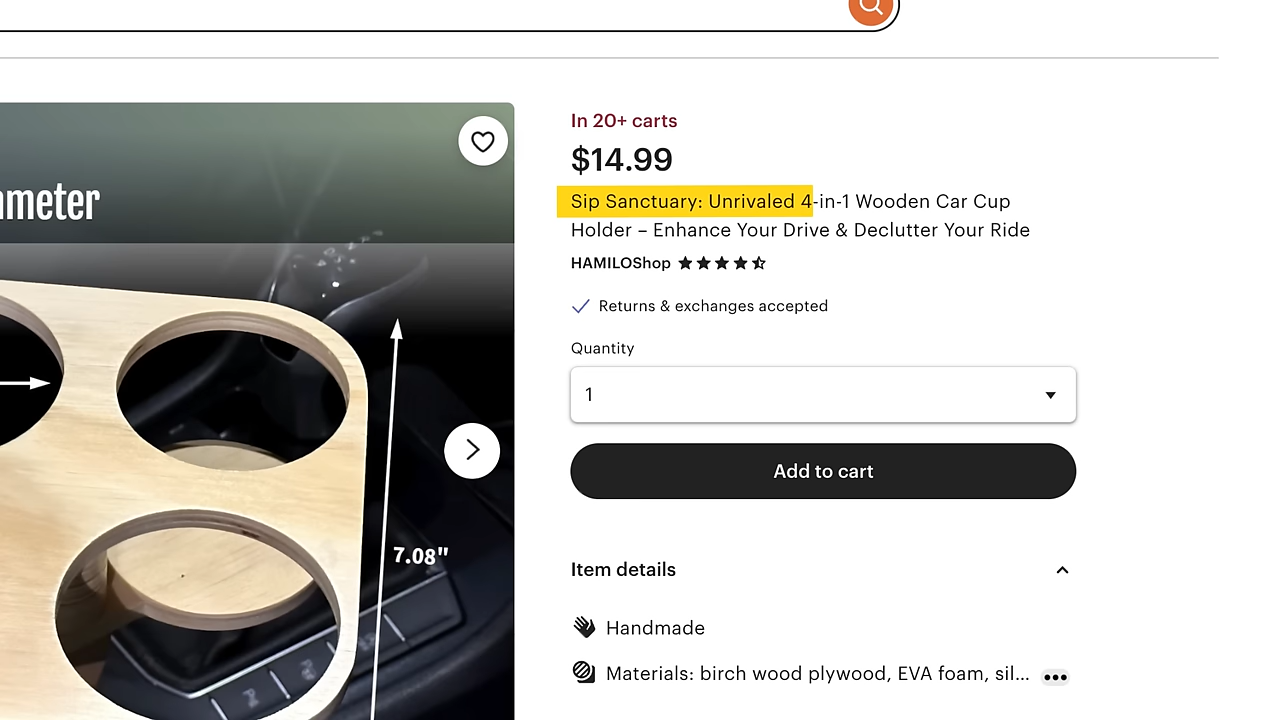 ameter
In 20+ carts
$14.99
Sip Sanctuary: Unrivaled 4-in-1 Wooden Car Cup
Holder – Enhance Your Drive & Declutter Your Ride
HAMILOShop
Returns & exchanges accepted
Quantity
1
Add to cart
7.08"
Item details
Handmade
Materials: birch wood plywood, EVA foam, sil...